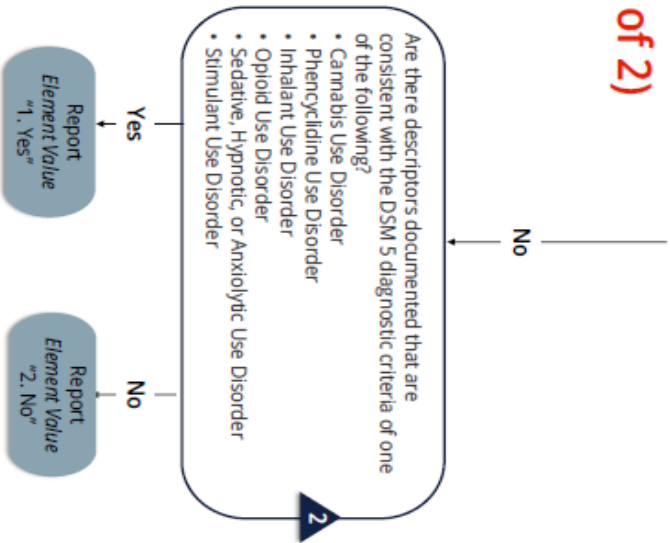 of 2)
No
Are there descriptors documented that are
consistent with the DSM 5 diagnostic criteria of one
of the following?
• Cannabis Use Disorder
• Phencyclidine Use Disorder
• Inhalant Use Disorder
• Opioid Use Disorder
• Sedative, Hypnotic, or Anxiolytic Use Disorder
• Stimulant Use Disorder
2
Yes
No
Report
Element Value
"1. Yes"
Report
Element Value
"2. No"